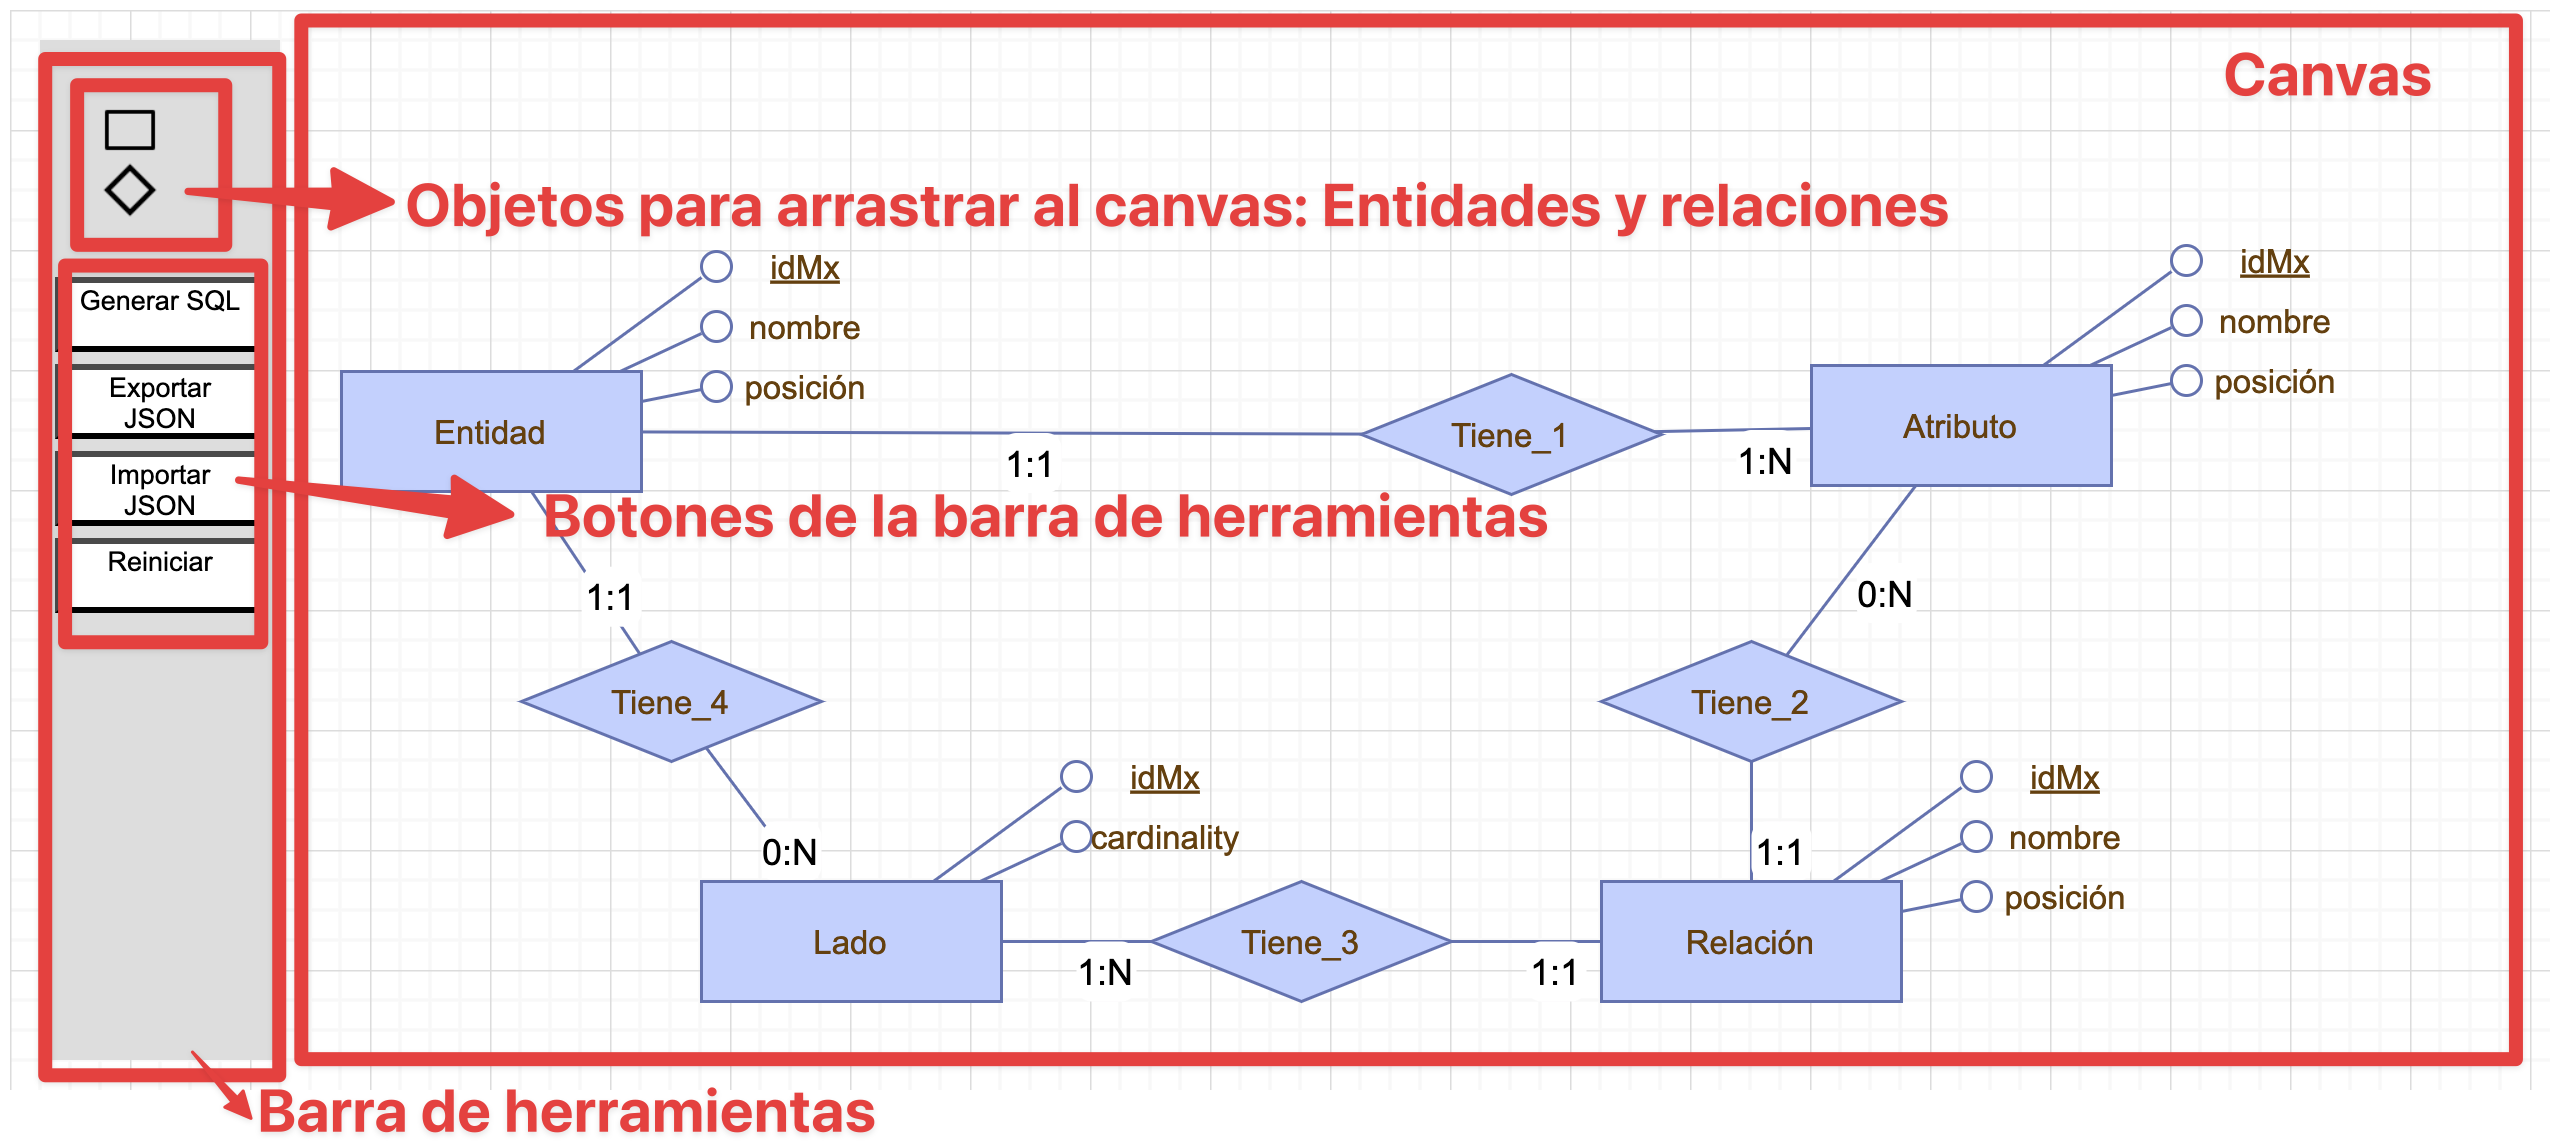 Canvas
Objetos para arrastrar al canvas: Entidades y relaciones
Generar SQL
Exportar
JSON
Importar
JSON
Reiniciar
idMx
nombre
posición
Entidad
1:1
Tiene_1
1:N
idMx
nombre
posición
Atributo
Botones de la barra de herramientas
1:1
0:N
Tiene_4
Tiene_2
0:N
idMx
cardinality
1:1
idMx
nombre
posición
Lado
1:N
Tiene_3
1:1
Relación
Barra de herramientas